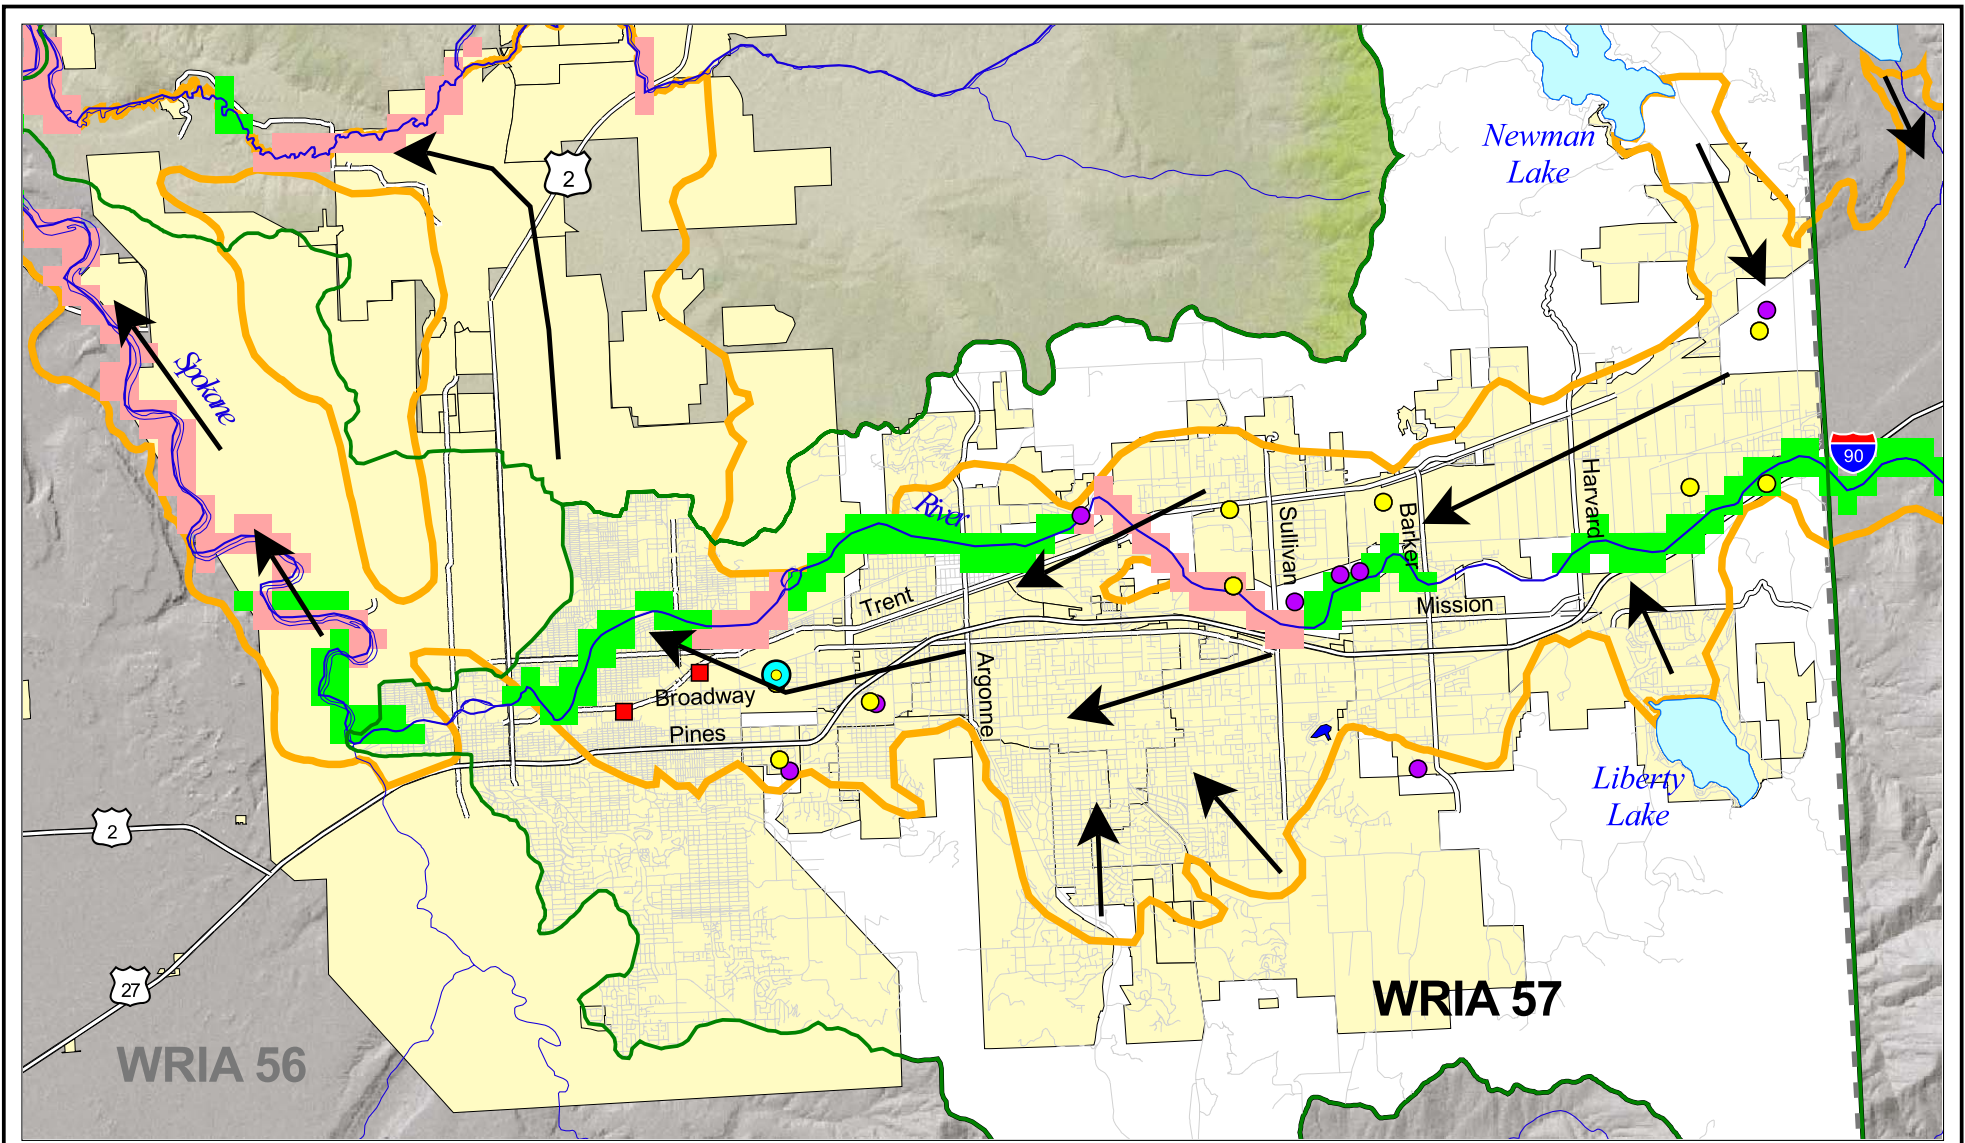 Newman
Lake
2
Spokane
90
River
Harvard
Sullivan
Barker
Trent
Mission
Argonne
Broadway
Pines
Liberty
Lake
2
27
WRIA 57
WRIA 56